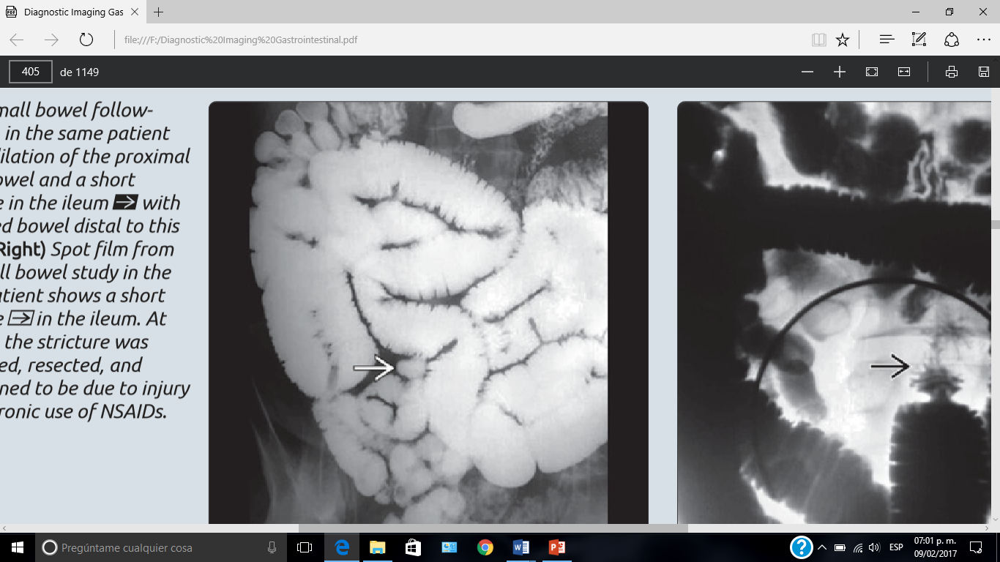 Diagnostic Imaging Gas
file:///F:/Diagnostic%20Imaging%20Gastrointestinal.pdf
405 de 1149
mall bowel follow-
in the same patient
dilation of the proximal
owel and a short
e in the ileum with
ed bowel distal to this
Right) Spot film from
ll bowel study in the
atient shows a short
e in the ileum. At
the stricture was
ed, resected, and
ned to be due to injury
ronic use of NSAIDs.
Pregúntame cualquier cosa
ESP
07:01 p. m.
09/02/2017